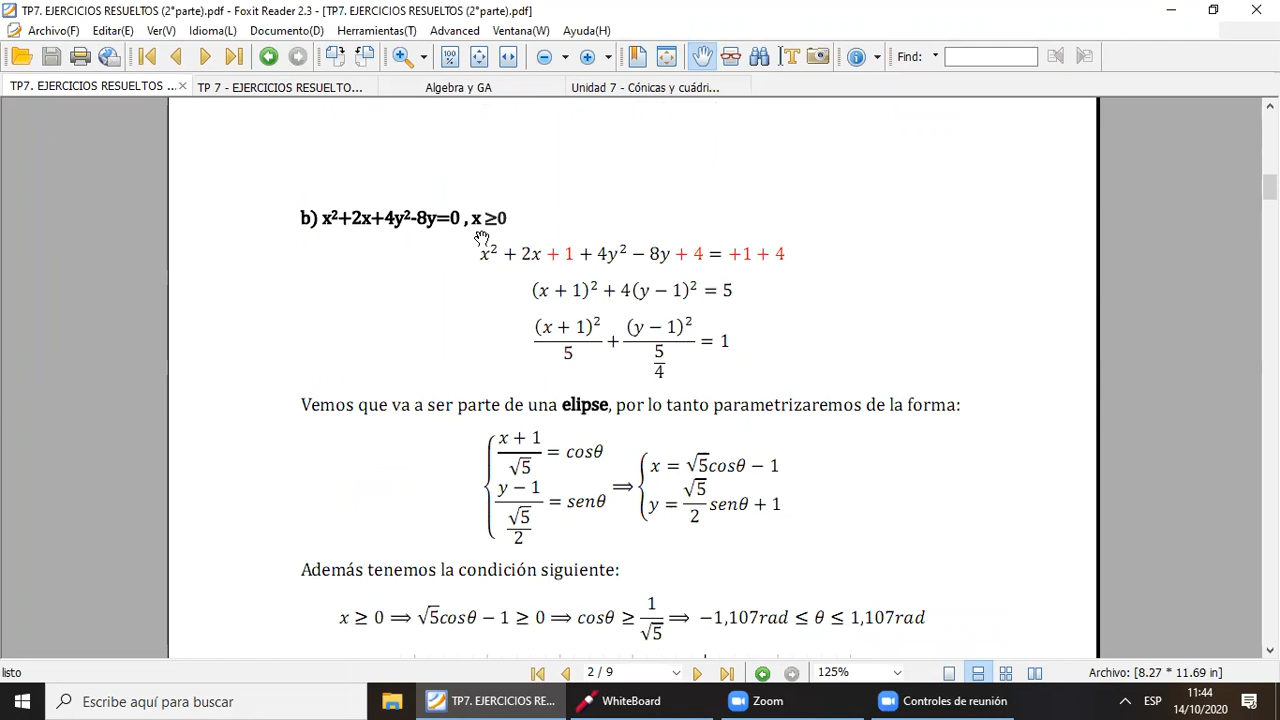 TP7. EJERCICIOS RESUELTOS (2°parte).pdf - Foxit Reader 2.3 - [TP7. EJERCICIOS RESUELTOS (2°parte).pdf]
Archivo(F) Editar(E) Ver(V) Idioma(L) Documento(D) Herramientas(T) Advanced Ventana(W) Ayuda(H)
Find:
TP7. EJERCICIOS RESUELTOS ... TP 7 - EJERCICIOS RESUELTO... Algebra y GA Unidad 7 - Cónicas y cuádri...
b) x²+2x+4y²-8y=0 , x ≥0
x² + 2x + 1 + 4y² − 8y + 4 = +1 + 4
(x + 1)² + 4(y − 1)² = 5
(x + 1)²/5 + (y − 1)²/(5/4) = 1
Vemos que va a ser parte de una elipse, por lo tanto parametrizaremos de la forma:
{ (x + 1)/√5 = cosθ ⟹ { x = √5cosθ − 1
(y − 1)/(√5/2) = senθ y = √5/2 senθ + 1
Además tenemos la condición siguiente:
x ≥ 0 ⟹ √5cosθ − 1 ≥ 0 ⟹ cosθ ≥ 1/√5 ⟹ −1,107rad ≤ θ ≤ 1,107rad
listo 2 / 9 125% Archivo: [8.27 * 11.69 in]
Escribe aquí para buscar TP7. EJERCICIOS RE... WhiteBoard Zoom Controles de reunión ESP 11:44
14/10/2020